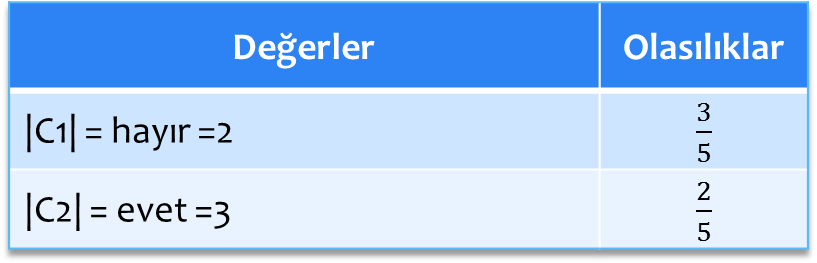 Değerler Olasılıklar
|C1| = hayır =2 3/5
|C2| = evet =3 2/5